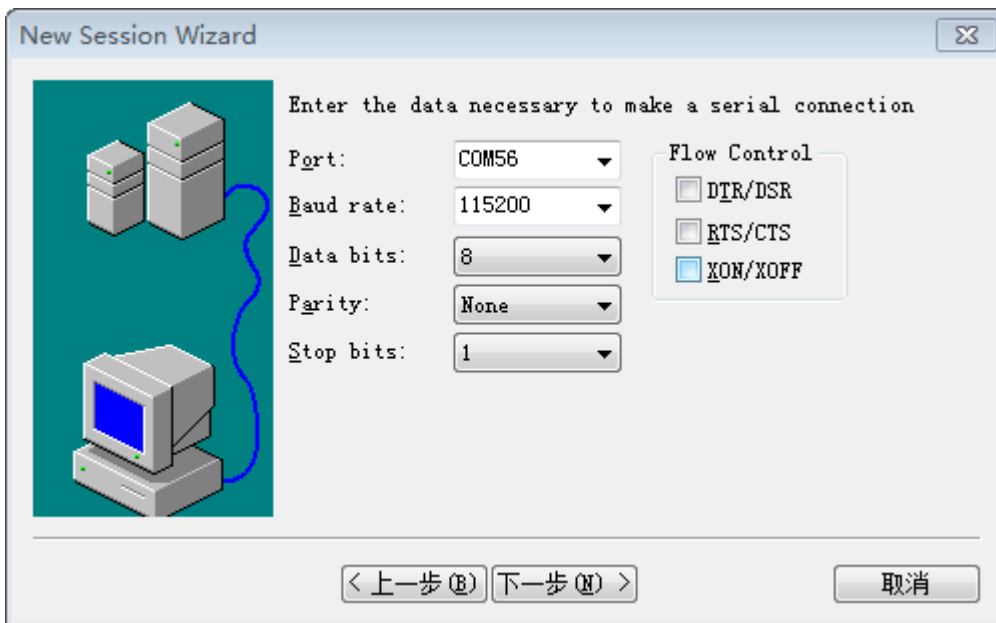 New Session Wizard
Enter the data necessary to make a serial connection
Port: COM56
Baud rate: 115200
Data bits: 8
Parity: None
Stop bits: 1
Flow Control
DTR/DSR
RTS/CTS
XON/XOFF
< 上一步(B) 下一步(N) > 取消